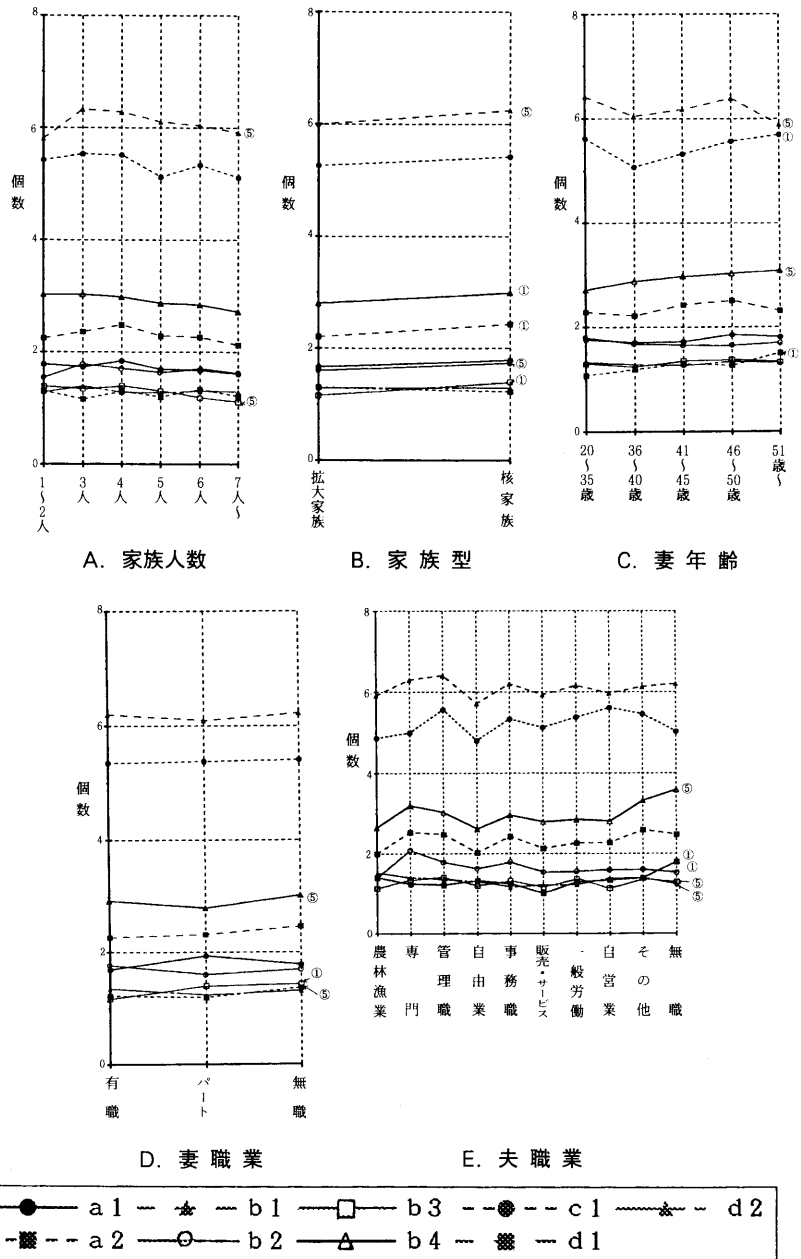 8
6
4
2
0
個数
⑤
⑤
1〜2人
3人
4人
5人
6人
7人〜
A. 家族人数
8
6
4
2
0
個数
⑤
①
①
⑤
①
拡大家族
核家族
B. 家族型
8
6
4
2
0
個数
⑤
①
⑤
①
20〜35歳
36〜40歳
41〜45歳
46〜50歳
51歳〜
C. 妻年齢
8
6
4
2
0
個数
⑤
①
⑤
有職
パート
無職
D. 妻職業
8
6
4
2
0
個数
⑤
①
①
⑤
⑤
農林漁業
専門
管理職
自由業
事務職
販売・サービス
一般労働
自営業
その他
無職
E. 夫職業
a1 b1 b3 c1 d2
a2 b2 b4 d1